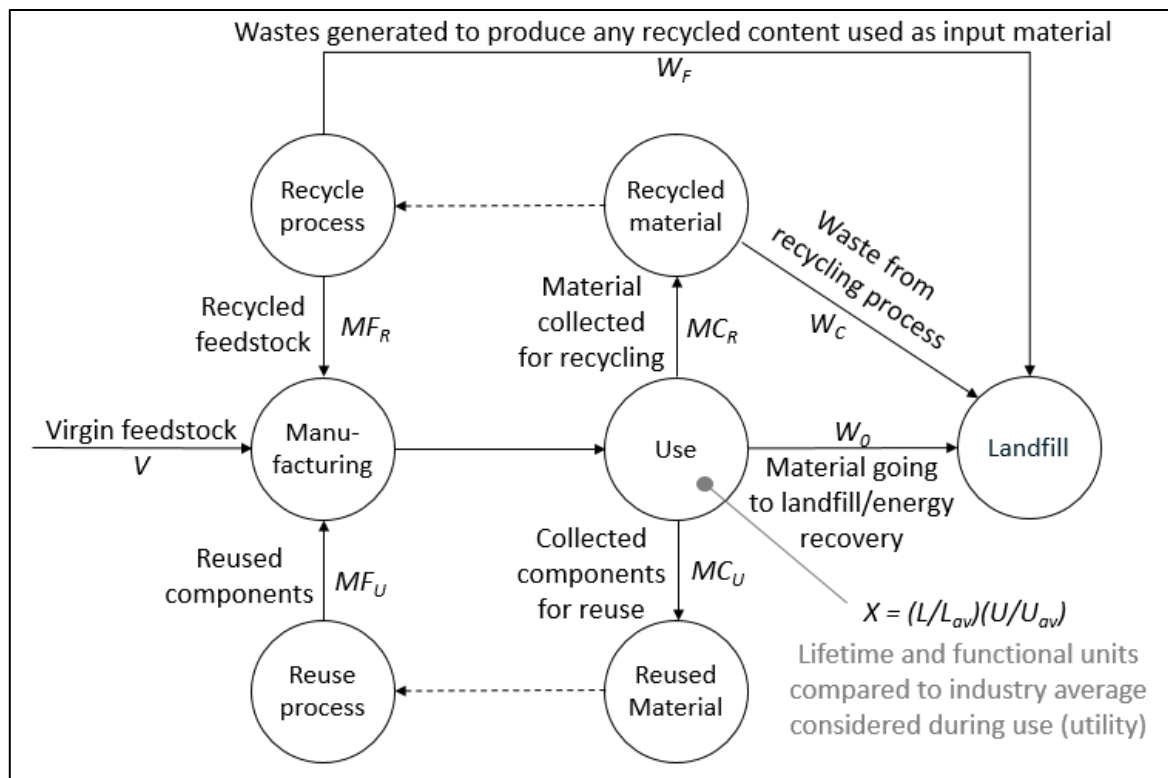 Wastes generated to produce any recycled content used as input material
W_F
Recycle
process
Recycled
material
Waste from
recycling process
W_C
Recycled
feedstock
MF_R
Material
collected
for recycling
MC_R
Virgin feedstock
V
Manu-
facturing
Use
W_0
Material going
to landfill/energy
recovery
Landfill
Reused
components
MF_U
Collected
components
for reuse
MC_U
X = (L/L_av)(U/U_av)
Lifetime and functional units
compared to industry average
considered during use (utility)
Reuse
process
Reused
Material